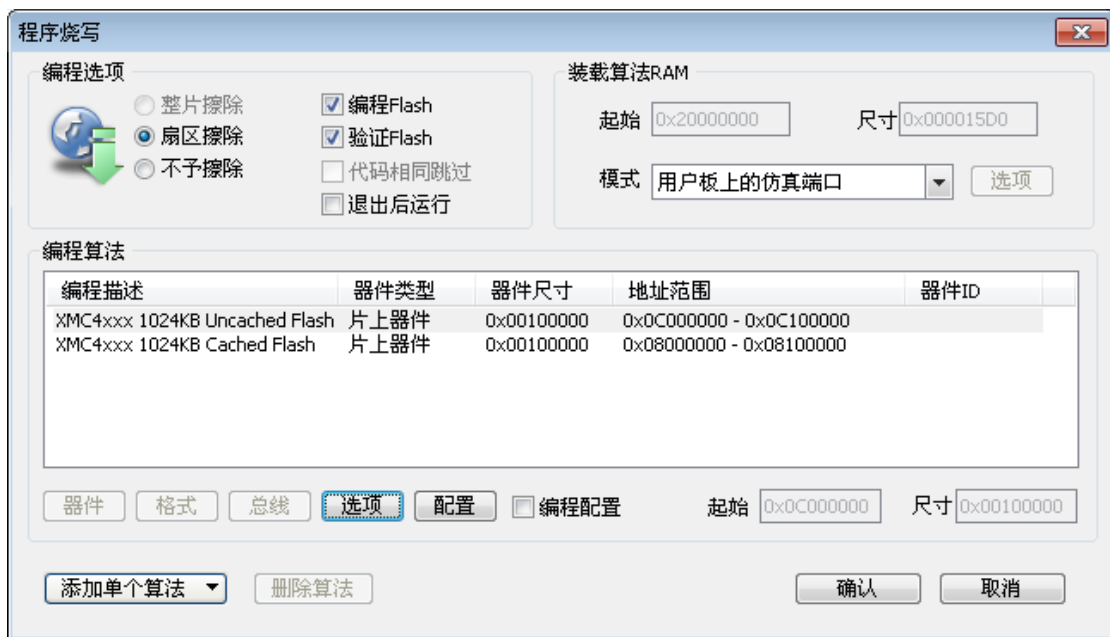 程序烧写
编程选项
整片擦除
扇区擦除
不予擦除
编程Flash
验证Flash
代码相同跳过
退出后运行
装载算法RAM
起始 0x20000000 尺寸 0x000015D0
模式 用户板上的仿真端口 选项
编程算法
编程描述 器件类型 器件尺寸 地址范围 器件ID
XMC4xxx 1024KB Uncached Flash 片上器件 0x00100000 0x0C000000 - 0x0C100000
XMC4xxx 1024KB Cached Flash 片上器件 0x00100000 0x08000000 - 0x08100000
器件 格式 总线 选项 配置 编程配置 起始 0x0C000000 尺寸 0x00100000
添加单个算法 删除算法 确认 取消